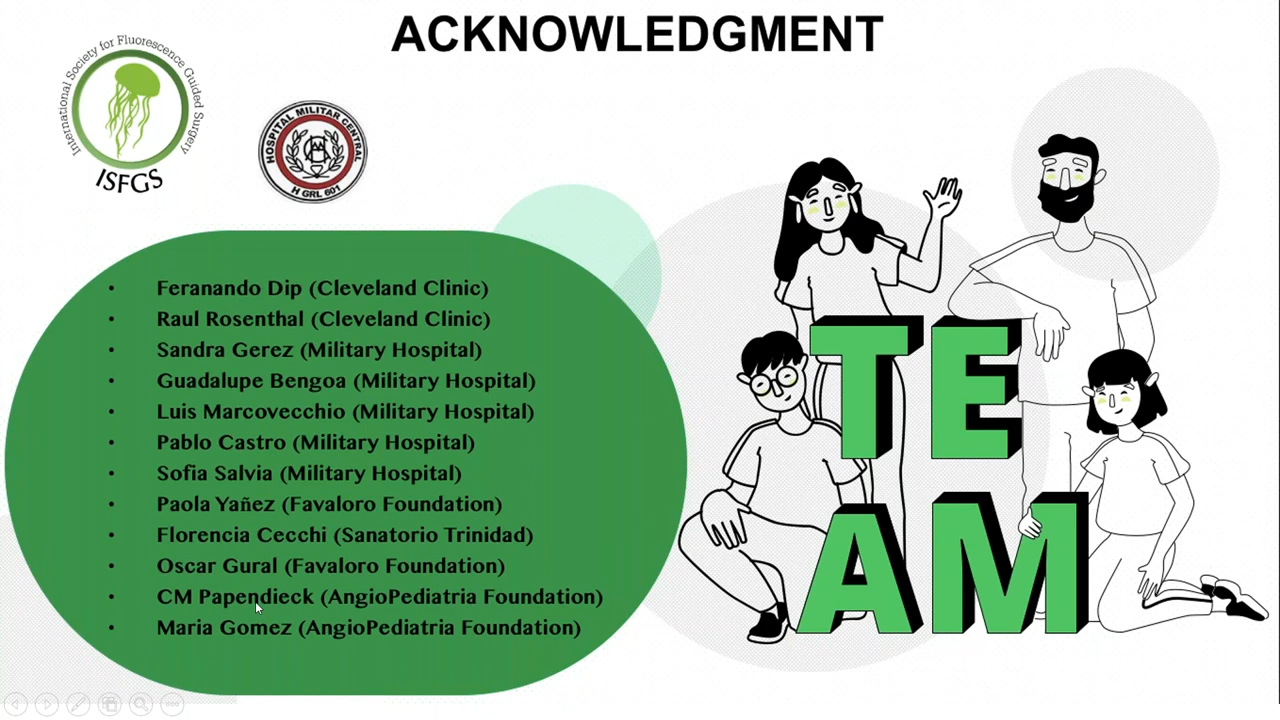 ACKNOWLEDGMENT
International Society for Fluorescence Guided Surgery
ISFGS
HOSPITAL MILITAR CENTRAL
H GRL 601
• Feranando Dip (Cleveland Clinic)
• Raul Rosenthal (Cleveland Clinic)
• Sandra Gerez (Military Hospital)
• Guadalupe Bengoa (Military Hospital)
• Luis Marcovecchio (Military Hospital)
• Pablo Castro (Military Hospital)
• Sofia Salvia (Military Hospital)
• Paola Yañez (Favaloro Foundation)
• Florencia Cecchi (Sanatorio Trinidad)
• Oscar Gural (Favaloro Foundation)
• CM Papendieck (AngioPediatria Foundation)
• Maria Gomez (AngioPediatria Foundation)
TE
AM